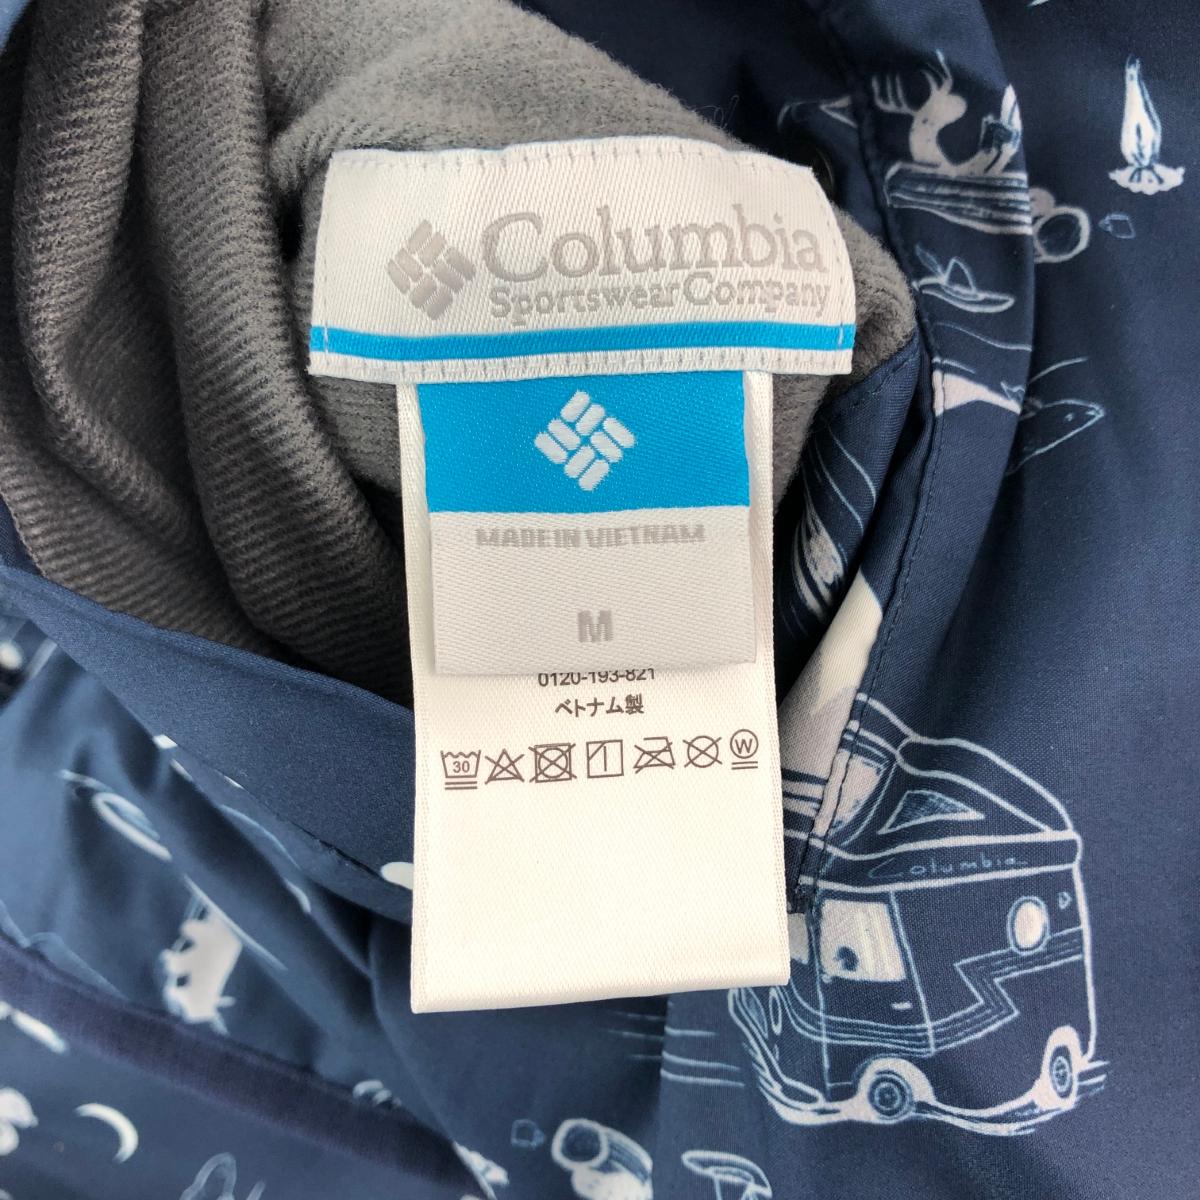 Columbia
Sportswear Company
MADE IN VIETNAM
M
0120-193-821
ベトナム製
30
W
Columbia